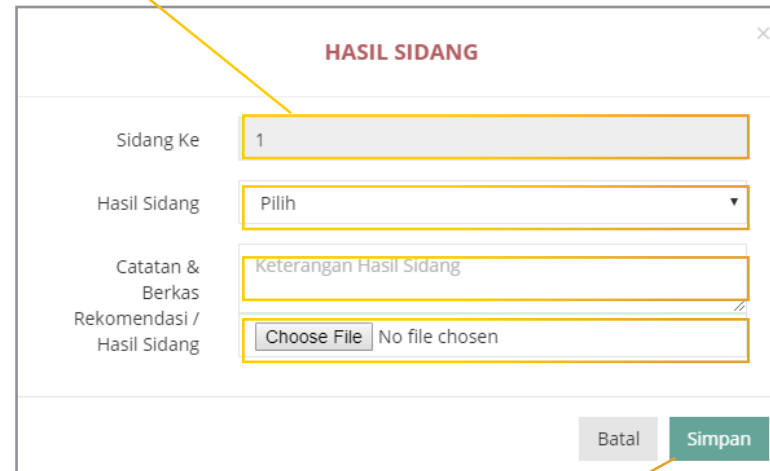 ×
HASIL SIDANG
Sidang Ke
1
Hasil Sidang
Pilih
Catatan &
Berkas
Rekomendasi /
Hasil Sidang
Keterangan Hasil Sidang
Choose File No file chosen
Batal
Simpan